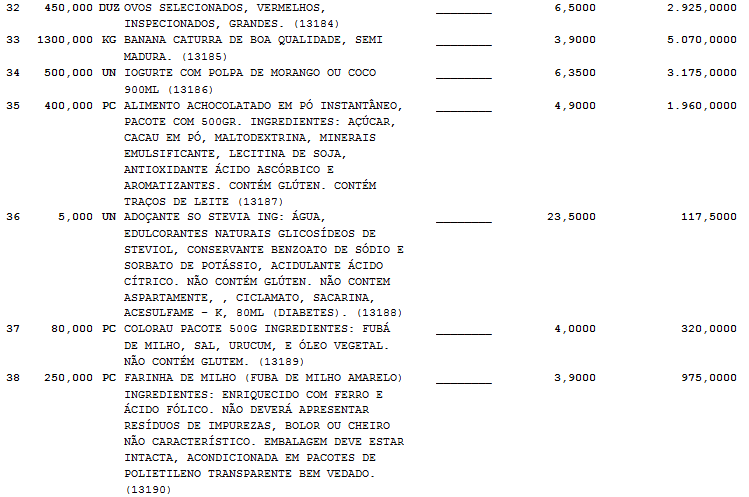 32 450,000 DUZ OVOS SELECIONADOS, VERMELHOS, ________ 6,5000 2.925,0000
INSPECIONADOS, GRANDES. (13184)
33 1300,000 KG BANANA CATURRA DE BOA QUALIDADE, SEMI ________ 3,9000 5.070,0000
MADURA. (13185)
34 500,000 UN IOGURTE COM POLPA DE MORANGO OU COCO ________ 6,3500 3.175,0000
900ML (13186)
35 400,000 PC ALIMENTO ACHOCOLATADO EM PÓ INSTANTÂNEO, ________ 4,9000 1.960,0000
PACOTE COM 500GR. INGREDIENTES: AÇÚCAR,
CACAU EM PÓ, MALTODEXTRINA, MINERAIS
EMULSIFICANTE, LECITINA DE SOJA,
ANTIOXIDANTE ÁCIDO ASCÓRBICO E
AROMATIZANTES. CONTÉM GLÚTEN. CONTÉM
TRAÇOS DE LEITE (13187)
36 5,000 UN ADOÇANTE SO STEVIA ING: ÁGUA, ________ 23,5000 117,5000
EDULCORANTES NATURAIS GLICOSÍDEOS DE
STEVIOL, CONSERVANTE BENZOATO DE SÓDIO E
SORBATO DE POTÁSSIO, ACIDULANTE ÁCIDO
CÍTRICO. NÃO CONTÉM GLÚTEN. NÃO CONTEM
ASPARTAMENTE, , CICLAMATO, SACARINA,
ACESULFAME - K, 80ML (DIABETES). (13188)
37 80,000 PC COLORAU PACOTE 500G INGREDIENTES: FUBÁ ________ 4,0000 320,0000
DE MILHO, SAL, URUCUM, E ÓLEO VEGETAL.
NÃO CONTÉM GLUTEM. (13189)
38 250,000 PC FARINHA DE MILHO (FUBA DE MILHO AMARELO) ________ 3,9000 975,0000
INGREDIENTES: ENRIQUECIDO COM FERRO E
ÁCIDO FÓLICO. NÃO DEVERÁ APRESENTAR
RESÍDUOS DE IMPUREZAS, BOLOR OU CHEIRO
NÃO CARACTERÍSTICO. EMBALAGEM DEVE ESTAR
INTACTA, ACONDICIONADA EM PACOTES DE
POLIETILENO TRANSPARENTE BEM VEDADO.
(13190)